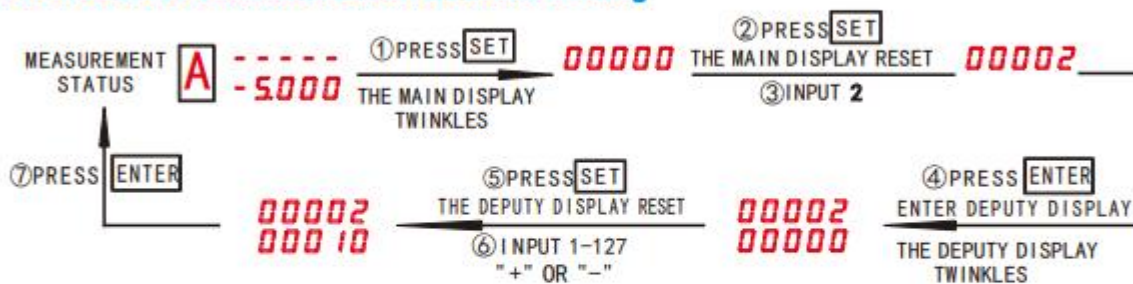 ①PRESS SET
②PRESS SET
MEASUREMENT
STATUS
A
-----
-5.000
00000
THE MAIN DISPLAY RESET
00002
THE MAIN DISPLAY
TWINKLES
③INPUT 2
⑦PRESS ENTER
⑤PRESS SET
④PRESS ENTER
00002
00010
THE DEPUTY DISPLAY RESET
00002
00000
ENTER DEPUTY DISPLAY
⑥INPUT 1-127
"+" OR "-"
THE DEPUTY DISPLAY
TWINKLES